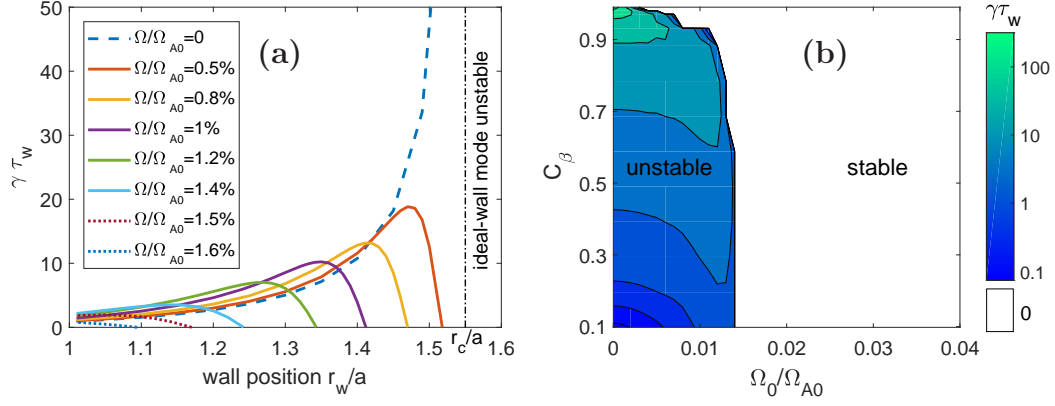 (a)
γ τw
50
40
30
20
10
0
Ω/ΩA0=0
Ω/ΩA0=0.5%
Ω/ΩA0=0.8%
Ω/ΩA0=1%
Ω/ΩA0=1.2%
Ω/ΩA0=1.4%
Ω/ΩA0=1.5%
Ω/ΩA0=1.6%
ideal-wall mode unstable
rc/a
1 1.1 1.2 1.3 1.4 1.5 1.6
wall position rw/a
(b)
Cβ
0.9
0.7
0.5
0.3
0.1
unstable
stable
0 0.01 0.02 0.03 0.04
Ω0/ΩA0
γτw
100
10
1
0.1
0